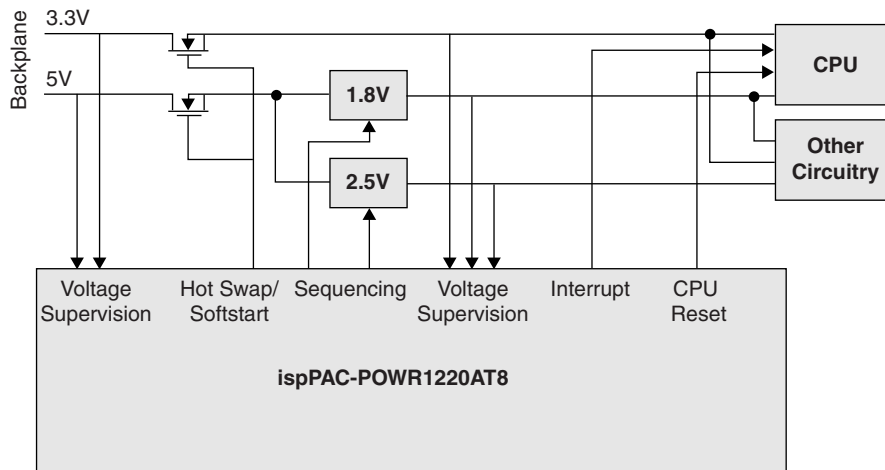 Backplane
3.3V
5V
1.8V
2.5V
CPU
Other
Circuitry
Voltage
Supervision
Hot Swap/
Softstart
Sequencing
Voltage
Supervision
Interrupt
CPU
Reset
ispPAC-POWR1220AT8